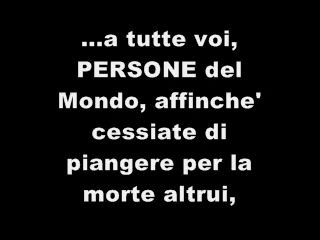 ...a tutte voi,
PERSONE del
Mondo, affinche'
cessiate di
piangere per la
morte altrui,